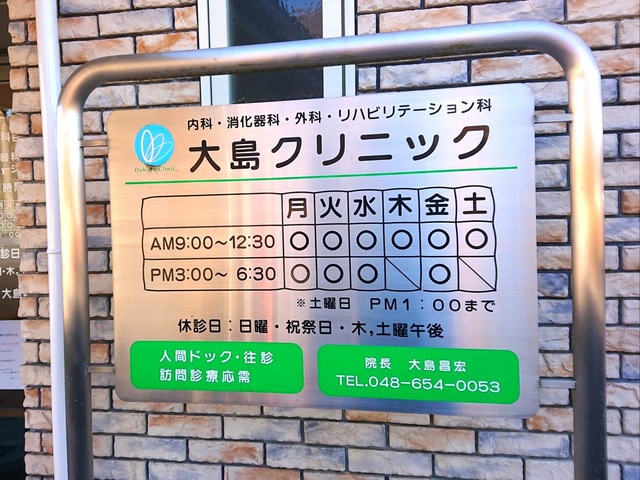 内科・消化器科・外科・リハビリテーション科
Oshima Clinic
大島クリニック
月 火 水 木 金 土
AM9:00〜12:30 ○ ○ ○ ○ ○ ○
PM3:00〜 6:30 ○ ○ ○ ＼ ○ ＼
※土曜日 PM1:00まで
休診日:日曜・祝祭日・木,土曜午後
人間ドック・往診
訪問診療応需
院長 大島昌宏
TEL.048-654-0053